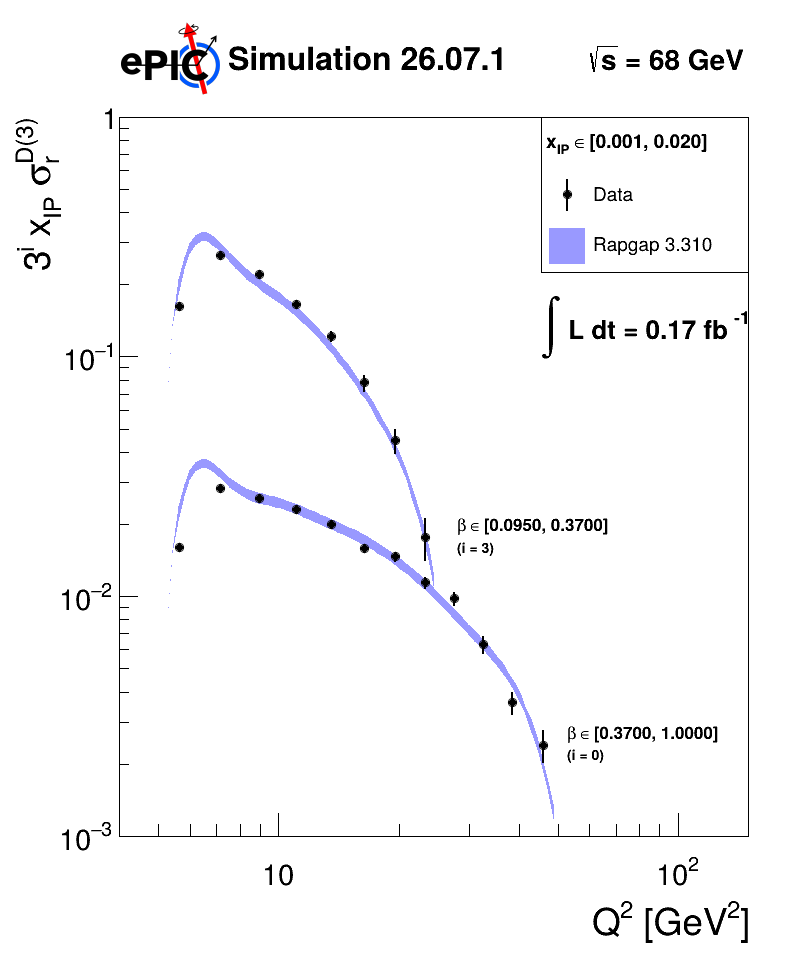 ePIC Simulation 26.07.1
√s = 68 GeV
3^i x_IP σ_r^D(3)
1
10^−1
10^−2
10^−3
x_IP ∈ [0.001, 0.020]
Data
Rapgap 3.310
∫ L dt = 0.17 fb^-1
β ∈ [0.0950, 0.3700]
(i = 3)
β ∈ [0.3700, 1.0000]
(i = 0)
10
10^2
Q^2 [GeV^2]